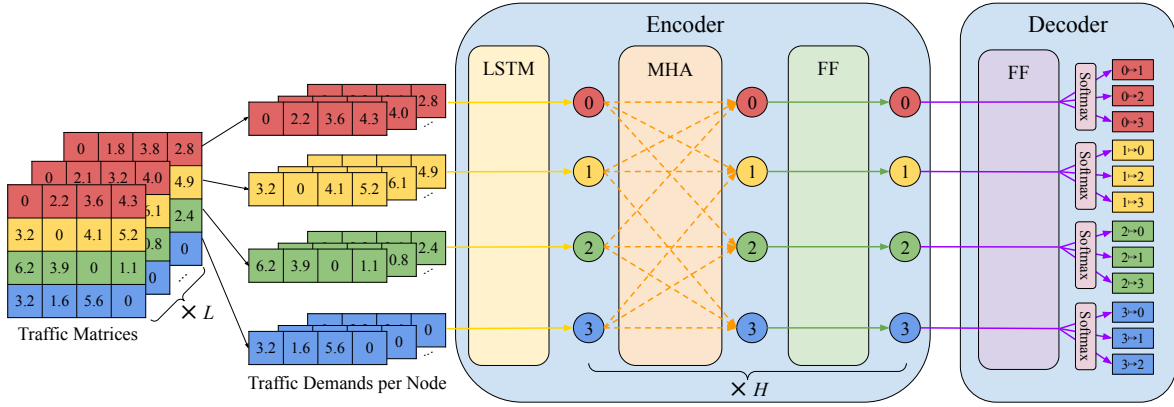 Encoder
Decoder
LSTM
MHA
FF
FF
0 1.8 3.8 2.8
0 2.1 3.2 4.0 4.9
0 2.2 3.6 4.3 6.1 2.4
3.2 0 4.1 5.2 0.8 0
6.2 3.9 0 1.1 0
3.2 1.6 5.6 0
...
× L
Traffic Matrices
2.8
4.0
0 2.2 3.6 4.3
...
4.9
6.1
3.2 0 4.1 5.2
...
2.4
0.8
6.2 3.9 0 1.1
...
0
0
3.2 1.6 5.6 0
...
Traffic Demands per Node
0 0 0
1 1 1
2 2 2
3 3 3
× H
Softmax
0↦1
0↦2
0↦3
Softmax
1↦0
1↦2
1↦3
Softmax
2↦0
2↦1
2↦3
Softmax
3↦0
3↦1
3↦2